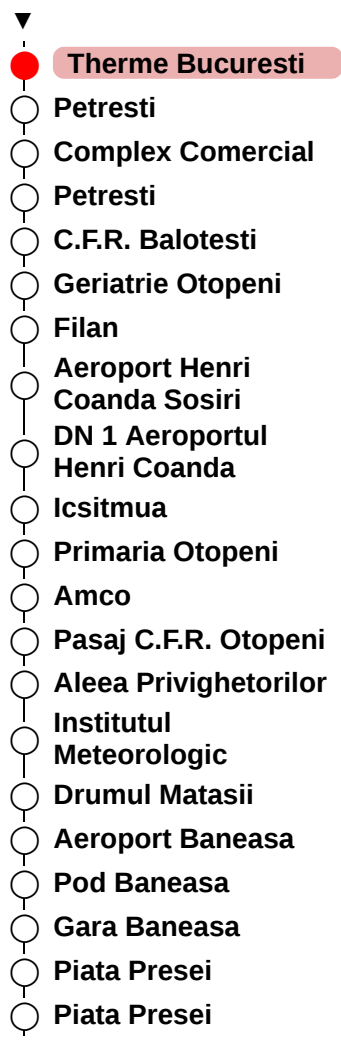 Therme Bucuresti
Petresti
Complex Comercial
Petresti
C.F.R. Balotesti
Geriatrie Otopeni
Filan
Aeroport Henri
Coanda Sosiri
DN 1 Aeroportul
Henri Coanda
Icsitmua
Primaria Otopeni
Amco
Pasaj C.F.R. Otopeni
Aleea Privighetorilor
Institutul
Meteorologic
Drumul Matasii
Aeroport Baneasa
Pod Baneasa
Gara Baneasa
Piata Presei
Piata Presei